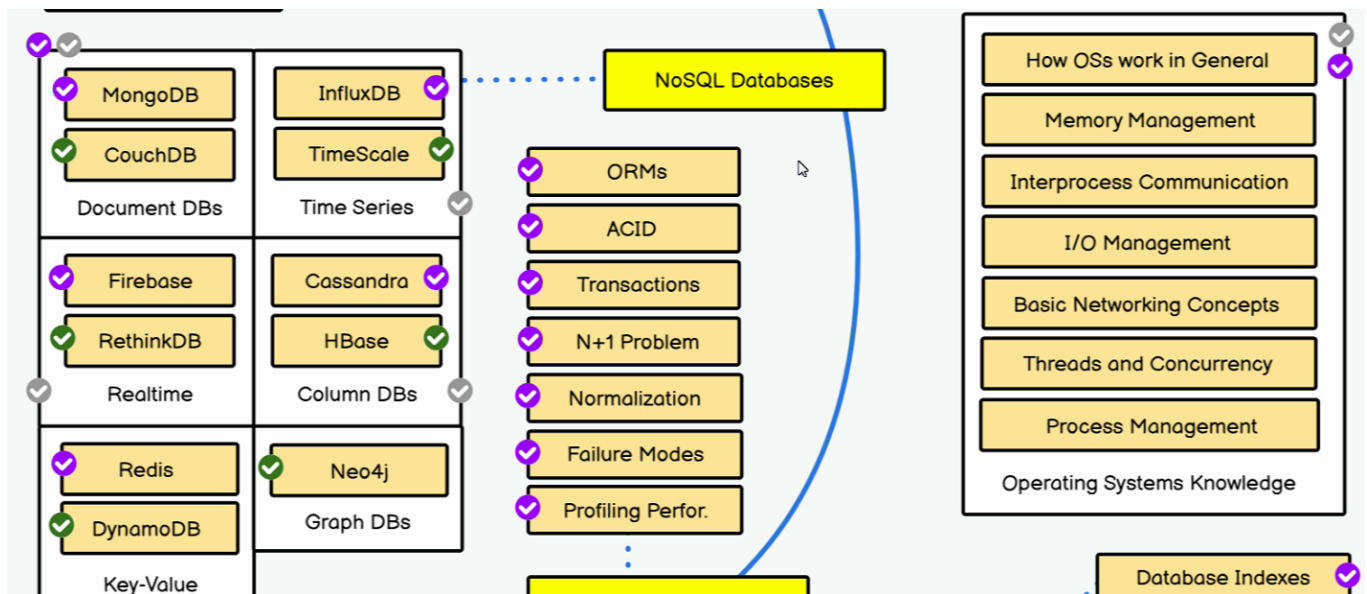 MongoDB
CouchDB
Document DBs
InfluxDB
TimeScale
Time Series
Firebase
RethinkDB
Realtime
Cassandra
HBase
Column DBs
Redis
DynamoDB
Key-Value
Neo4j
Graph DBs
NoSQL Databases
ORMs
ACID
Transactions
N+1 Problem
Normalization
Failure Modes
Profiling Perfor.
How OSs work in General
Memory Management
Interprocess Communication
I/O Management
Basic Networking Concepts
Threads and Concurrency
Process Management
Operating Systems Knowledge
Database Indexes